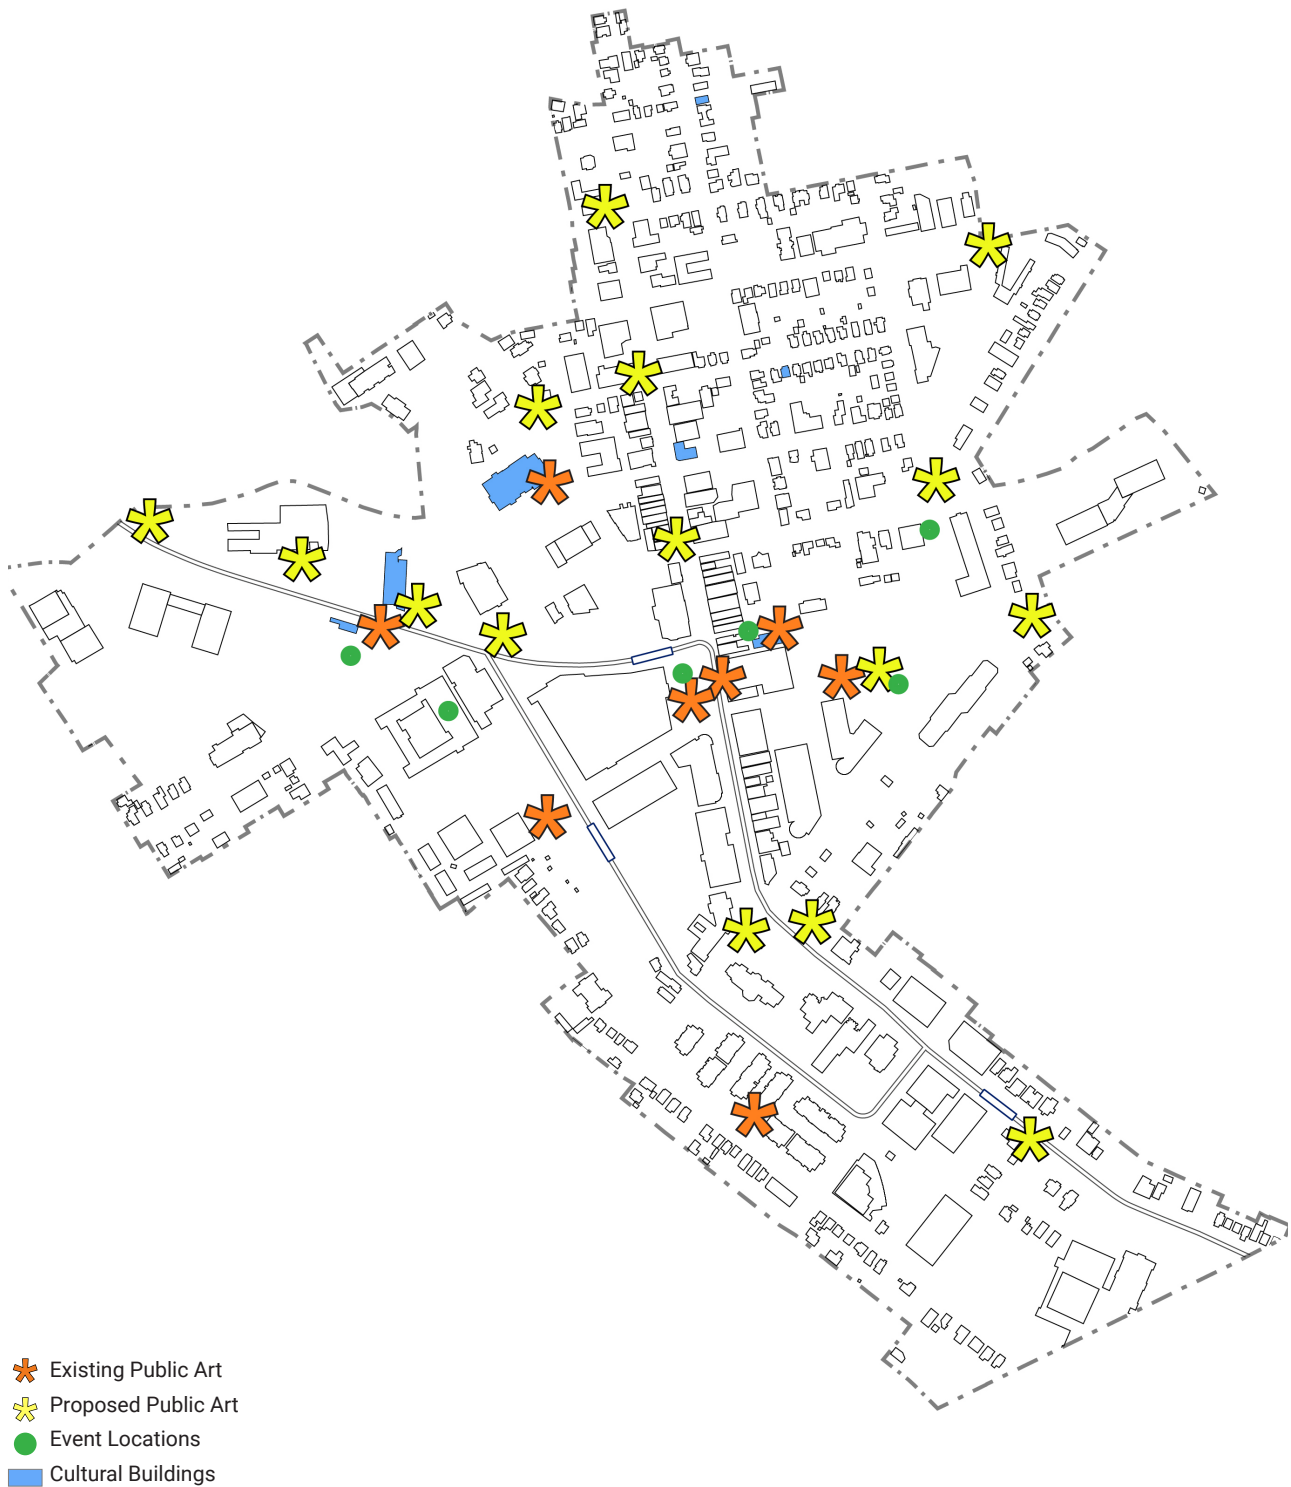 Existing Public Art
Proposed Public Art
Event Locations
Cultural Buildings